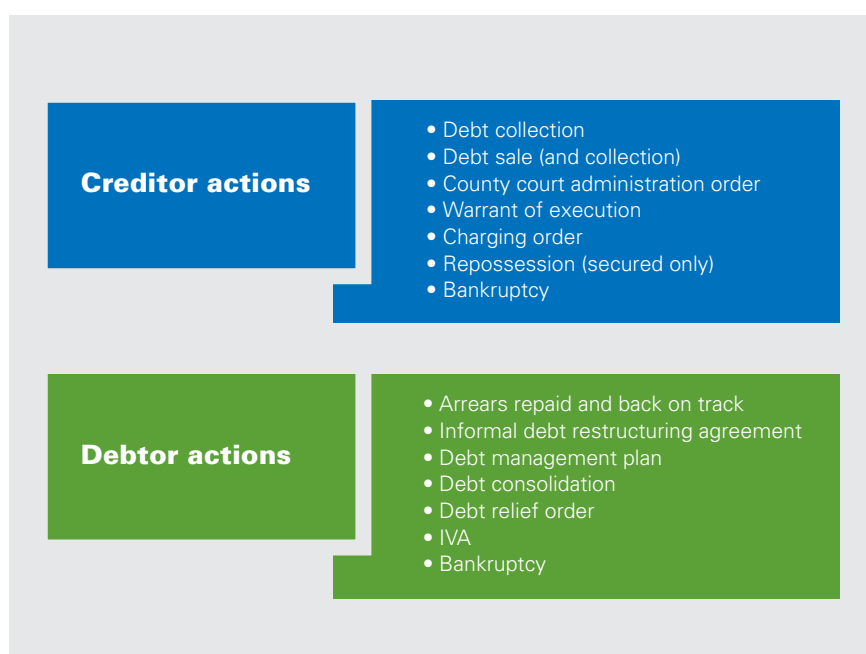 Creditor actions
• Debt collection
• Debt sale (and collection)
• County court administration order
• Warrant of execution
• Charging order
• Repossession (secured only)
• Bankruptcy
Debtor actions
• Arrears repaid and back on track
• Informal debt restructuring agreement
• Debt management plan
• Debt consolidation
• Debt relief order
• IVA
• Bankruptcy